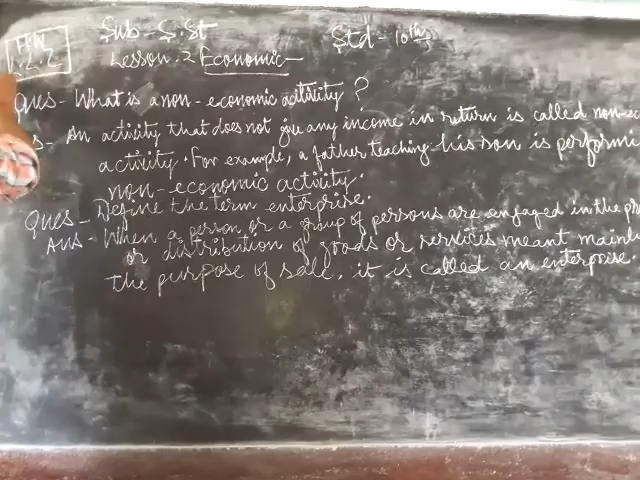 H.W
1.2.2
Sub - S.St
Std - 10th
Lesson . 2 Economic
Ques - What is a non - economic activity ?
S - An activity that does not give any income in return is called non-ec
activity. For example, a father teaching his son is performi
non-economic activity.
Ques - Define the term enterprise.
Ans - When a person or a group of persons are engaged in the pr
or distribution of goods or services meant mainl
the purpose of sale, it is called an enterprise.